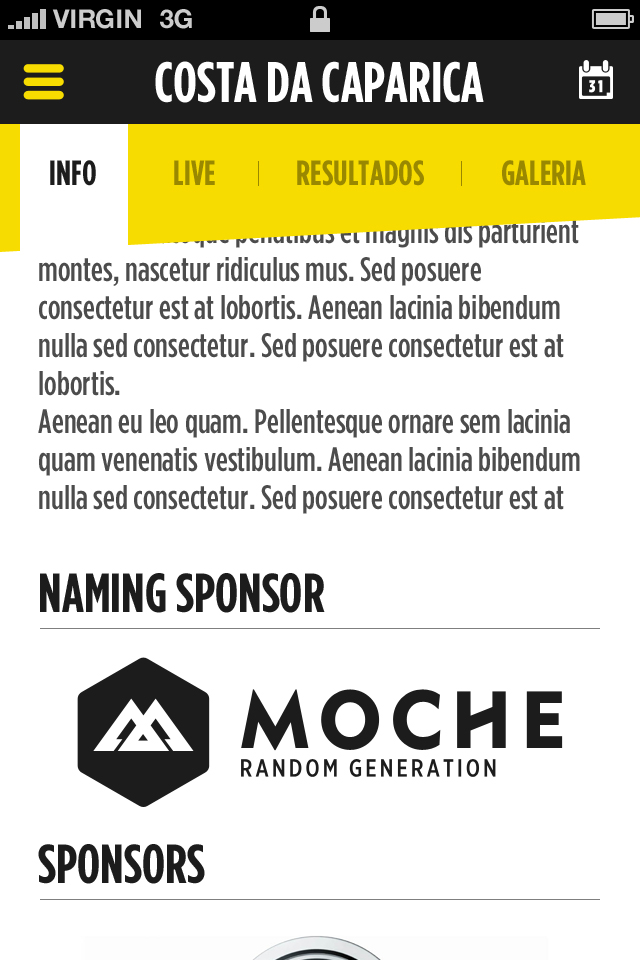 VIRGIN 3G
COSTA DA CAPARICA
31
INFO LIVE RESULTADOS GALERIA
penatibus et magnis dis parturient
montes, nascetur ridiculus mus. Sed posuere
consectetur est at lobortis. Aenean lacinia bibendum
nulla sed consectetur. Sed posuere consectetur est at
lobortis.
Aenean eu leo quam. Pellentesque ornare sem lacinia
quam venenatis vestibulum. Aenean lacinia bibendum
nulla sed consectetur. Sed posuere consectetur est at
NAMING SPONSOR
MOCHE
RANDOM GENERATION
SPONSORS